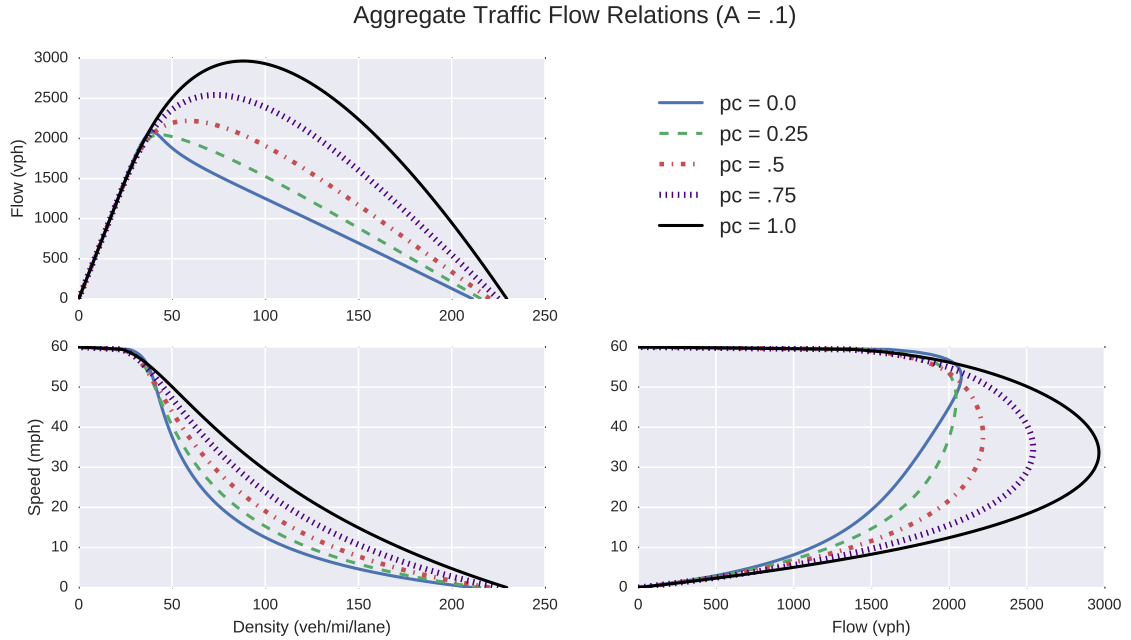 Aggregate Traffic Flow Relations (A = .1)
3000
2500
2000
1500
1000
500
0
Flow (vph)
0 50 100 150 200 250
pc = 0.0
pc = 0.25
pc = .5
pc = .75
pc = 1.0
60
50
40
30
20
10
0
Speed (mph)
0 50 100 150 200 250
Density (veh/mi/lane)
60
50
40
30
20
10
0
0 500 1000 1500 2000 2500 3000
Flow (vph)